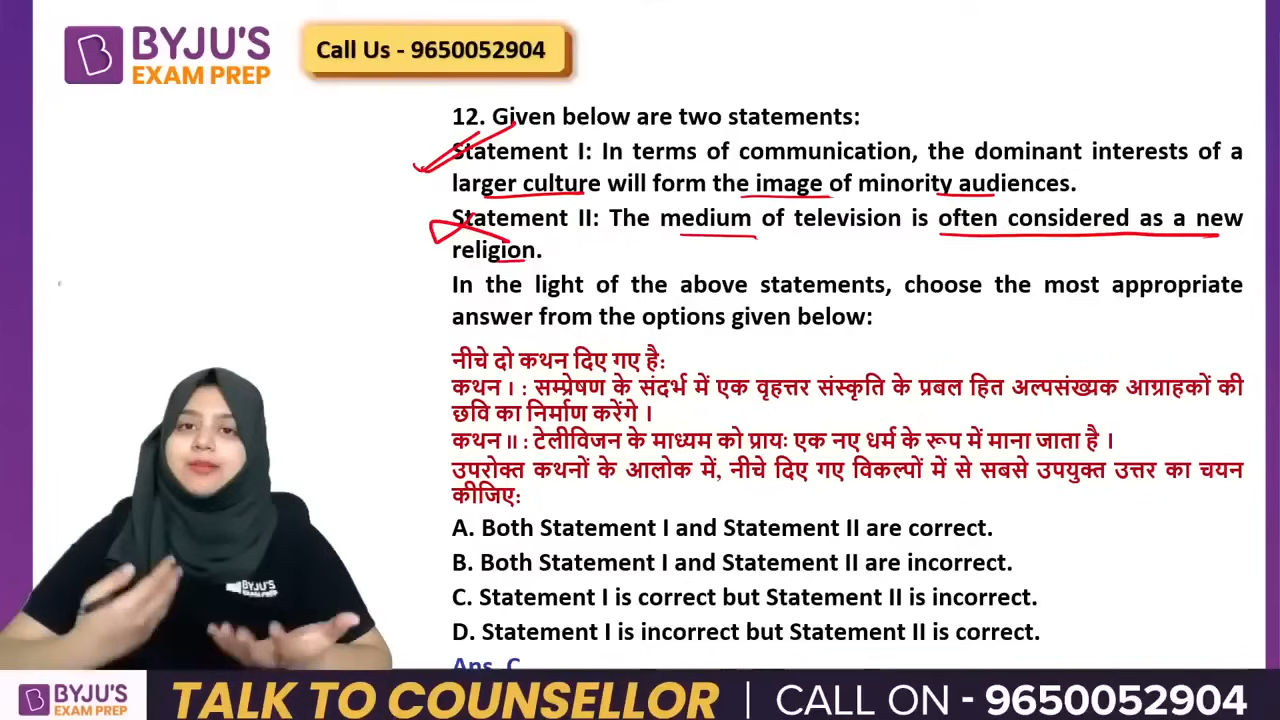 BYJU'S
EXAM PREP
Call Us - 9650052904
12. Given below are two statements:
Statement I: In terms of communication, the dominant interests of a
larger culture will form the image of minority audiences.
Statement II: The medium of television is often considered as a new
religion.
In the light of the above statements, choose the most appropriate
answer from the options given below:
नीचे दो कथन दिए गए है:
कथन । : सम्प्रेषण के संदर्भ में एक वृहत्तर संस्कृति के प्रबल हित अल्पसंख्यक आग्राहकों की
छवि का निर्माण करेंगे ।
कथन ॥ : टेलीविजन के माध्यम को प्रायः एक नए धर्म के रूप में माना जाता है ।
उपरोक्त कथनों के आलोक में, नीचे दिए गए विकल्पों में से सबसे उपयुक्त उत्तर का चयन
कीजिए:
A. Both Statement I and Statement II are correct.
B. Both Statement I and Statement II are incorrect.
C. Statement I is correct but Statement II is incorrect.
D. Statement I is incorrect but Statement II is correct.
Ans. C
BYJU'S
BYJU'S
EXAM PREP
TALK TO COUNSELLOR
CALL ON - 9650052904